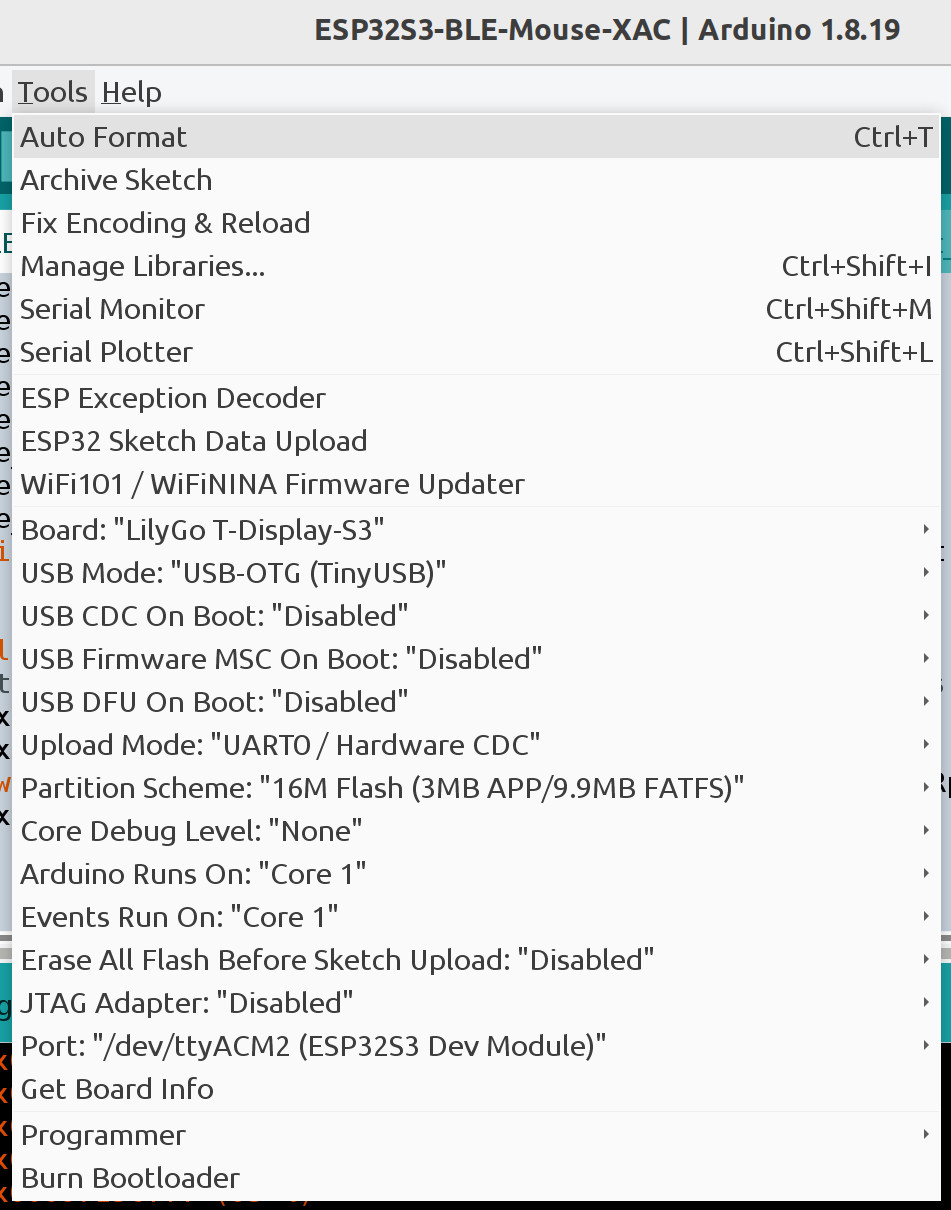 ESP32S3-BLE-Mouse-XAC | Arduino 1.8.19
Tools Help
Auto Format Ctrl+T
Archive Sketch
Fix Encoding & Reload
Manage Libraries... Ctrl+Shift+I
Serial Monitor Ctrl+Shift+M
Serial Plotter Ctrl+Shift+L
ESP Exception Decoder
ESP32 Sketch Data Upload
WiFi101 / WiFiNINA Firmware Updater
Board: "LilyGo T-Display-S3"
USB Mode: "USB-OTG (TinyUSB)"
USB CDC On Boot: "Disabled"
USB Firmware MSC On Boot: "Disabled"
USB DFU On Boot: "Disabled"
Upload Mode: "UART0 / Hardware CDC"
Partition Scheme: "16M Flash (3MB APP/9.9MB FATFS)"
Core Debug Level: "None"
Arduino Runs On: "Core 1"
Events Run On: "Core 1"
Erase All Flash Before Sketch Upload: "Disabled"
JTAG Adapter: "Disabled"
Port: "/dev/ttyACM2 (ESP32S3 Dev Module)"
Get Board Info
Programmer
Burn Bootloader